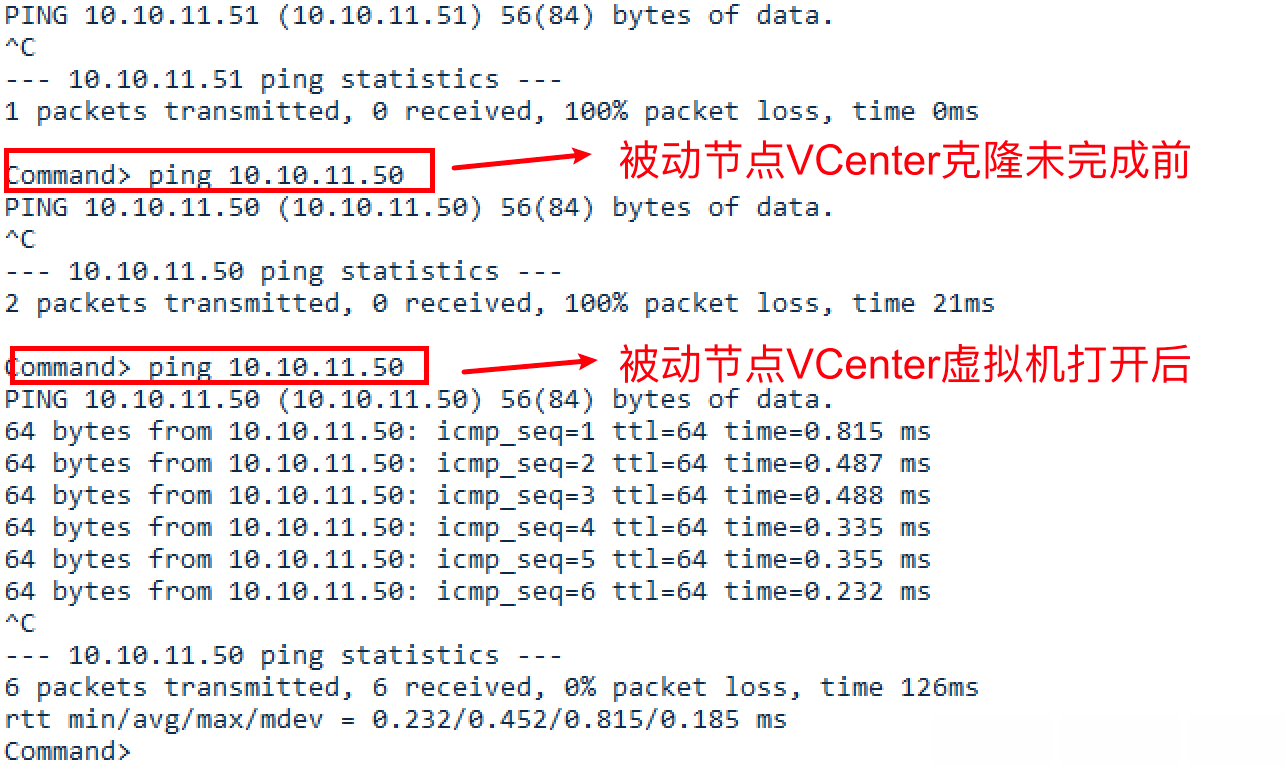 PING 10.10.11.51 (10.10.11.51) 56(84) bytes of data.
^C
--- 10.10.11.51 ping statistics ---
1 packets transmitted, 0 received, 100% packet loss, time 0ms
Command> ping 10.10.11.50 被动节点VCenter克隆未完成前
PING 10.10.11.50 (10.10.11.50) 56(84) bytes of data.
^C
--- 10.10.11.50 ping statistics ---
2 packets transmitted, 0 received, 100% packet loss, time 21ms
Command> ping 10.10.11.50 被动节点VCenter虚拟机打开后
PING 10.10.11.50 (10.10.11.50) 56(84) bytes of data.
64 bytes from 10.10.11.50: icmp_seq=1 ttl=64 time=0.815 ms
64 bytes from 10.10.11.50: icmp_seq=2 ttl=64 time=0.487 ms
64 bytes from 10.10.11.50: icmp_seq=3 ttl=64 time=0.488 ms
64 bytes from 10.10.11.50: icmp_seq=4 ttl=64 time=0.335 ms
64 bytes from 10.10.11.50: icmp_seq=5 ttl=64 time=0.355 ms
64 bytes from 10.10.11.50: icmp_seq=6 ttl=64 time=0.232 ms
^C
--- 10.10.11.50 ping statistics ---
6 packets transmitted, 6 received, 0% packet loss, time 126ms
rtt min/avg/max/mdev = 0.232/0.452/0.815/0.185 ms
Command>